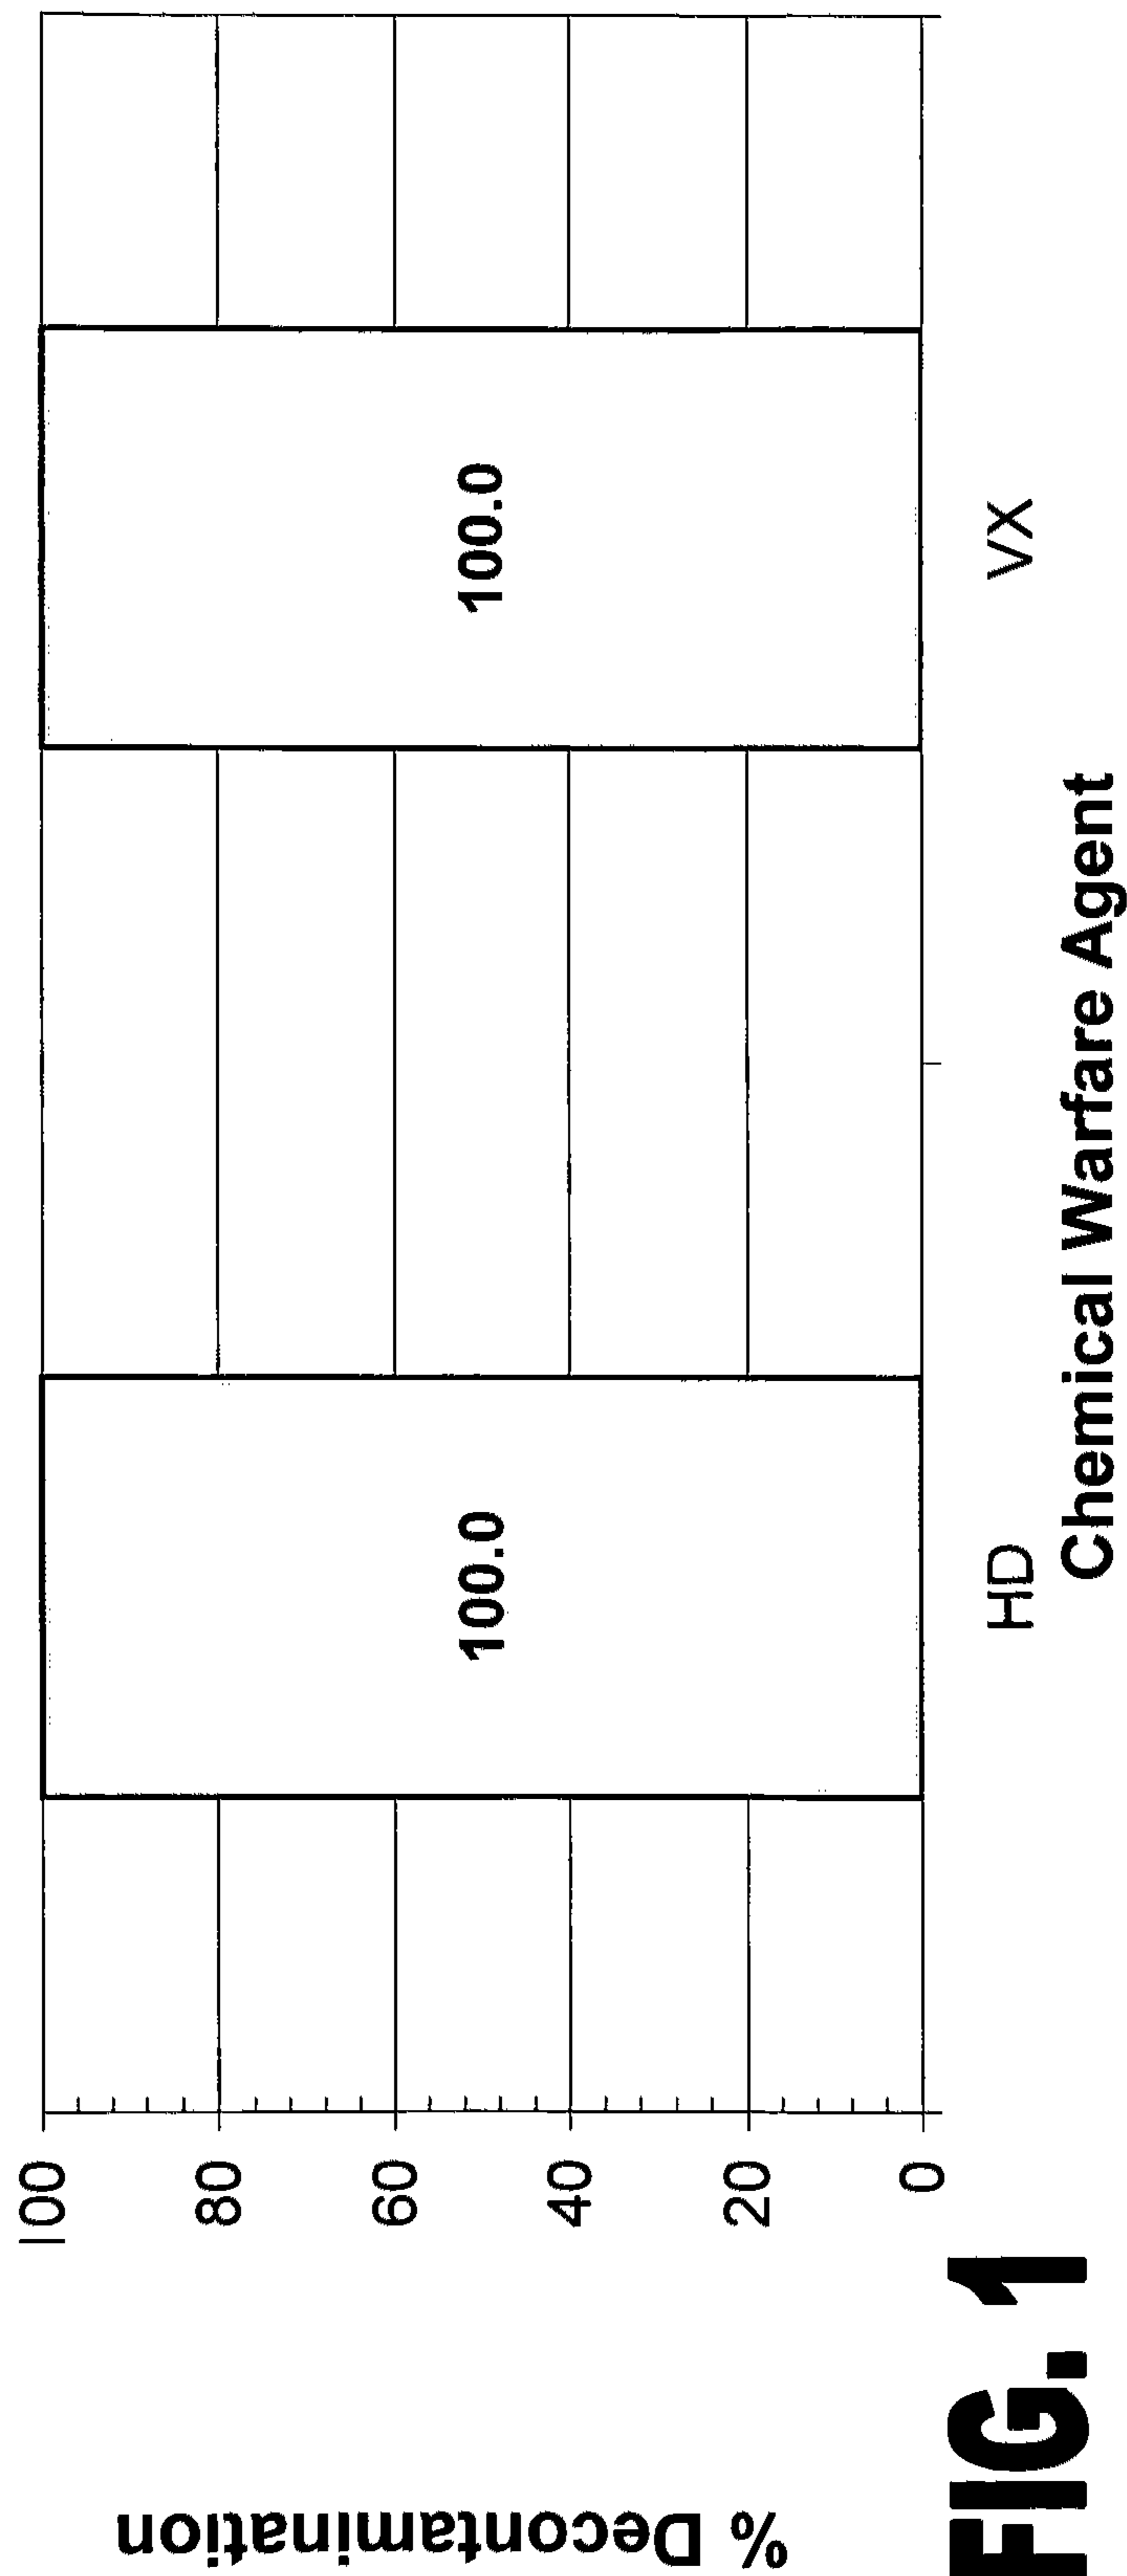 % Decontamination
100
80
60
40
20
0
100.0
100.0
HD
VX
Chemical Warfare Agent
FIG. 1